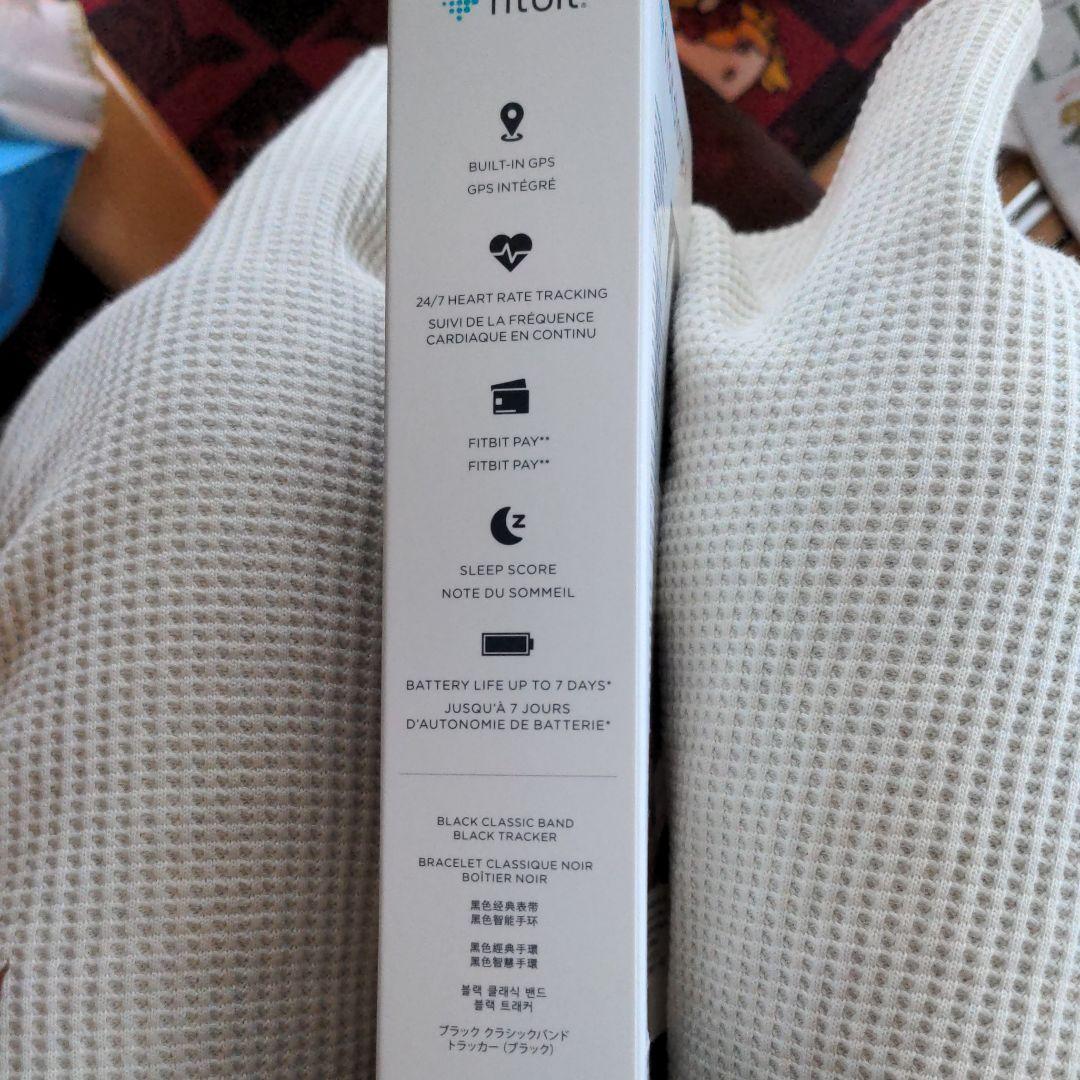 fitbit®
BUILT-IN GPS
GPS INTÉGRÉ
24/7 HEART RATE TRACKING
SUIVI DE LA FRÉQUENCE
CARDIAQUE EN CONTINU
FITBIT PAY**
FITBIT PAY**
Z
SLEEP SCORE
NOTE DU SOMMEIL
BATTERY LIFE UP TO 7 DAYS*
JUSQU'À 7 JOURS
D'AUTONOMIE DE BATTERIE*
BLACK CLASSIC BAND
BLACK TRACKER
BRACELET CLASSIQUE NOIR
BOÎTIER NOIR
黑色经典表带
黑色智能手环
黑色經典手環
黑色智慧手環
블랙 클래식 밴드
블랙 트래커
ブラック クラシックバンド
トラッカー (ブラック)